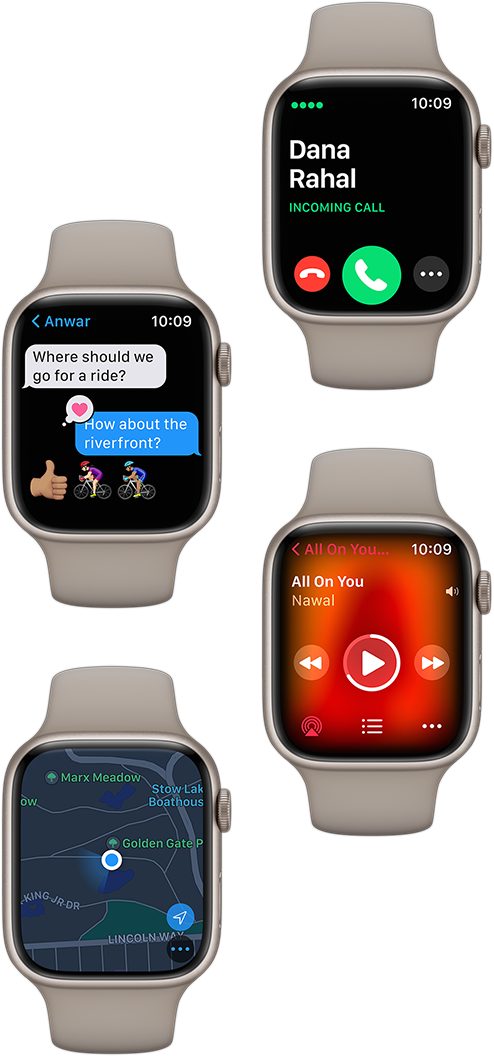 10:09
Dana
Rahal
INCOMING CALL
Anwar
10:09
Where should we
go for a ride?
How about the
riverfront?
All On You...
10:09
All On You
Nawal
Marx Meadow
Stow Lak
Boathous
ow
Golden Gate P
-KING JR DR
LINCOLN WAY